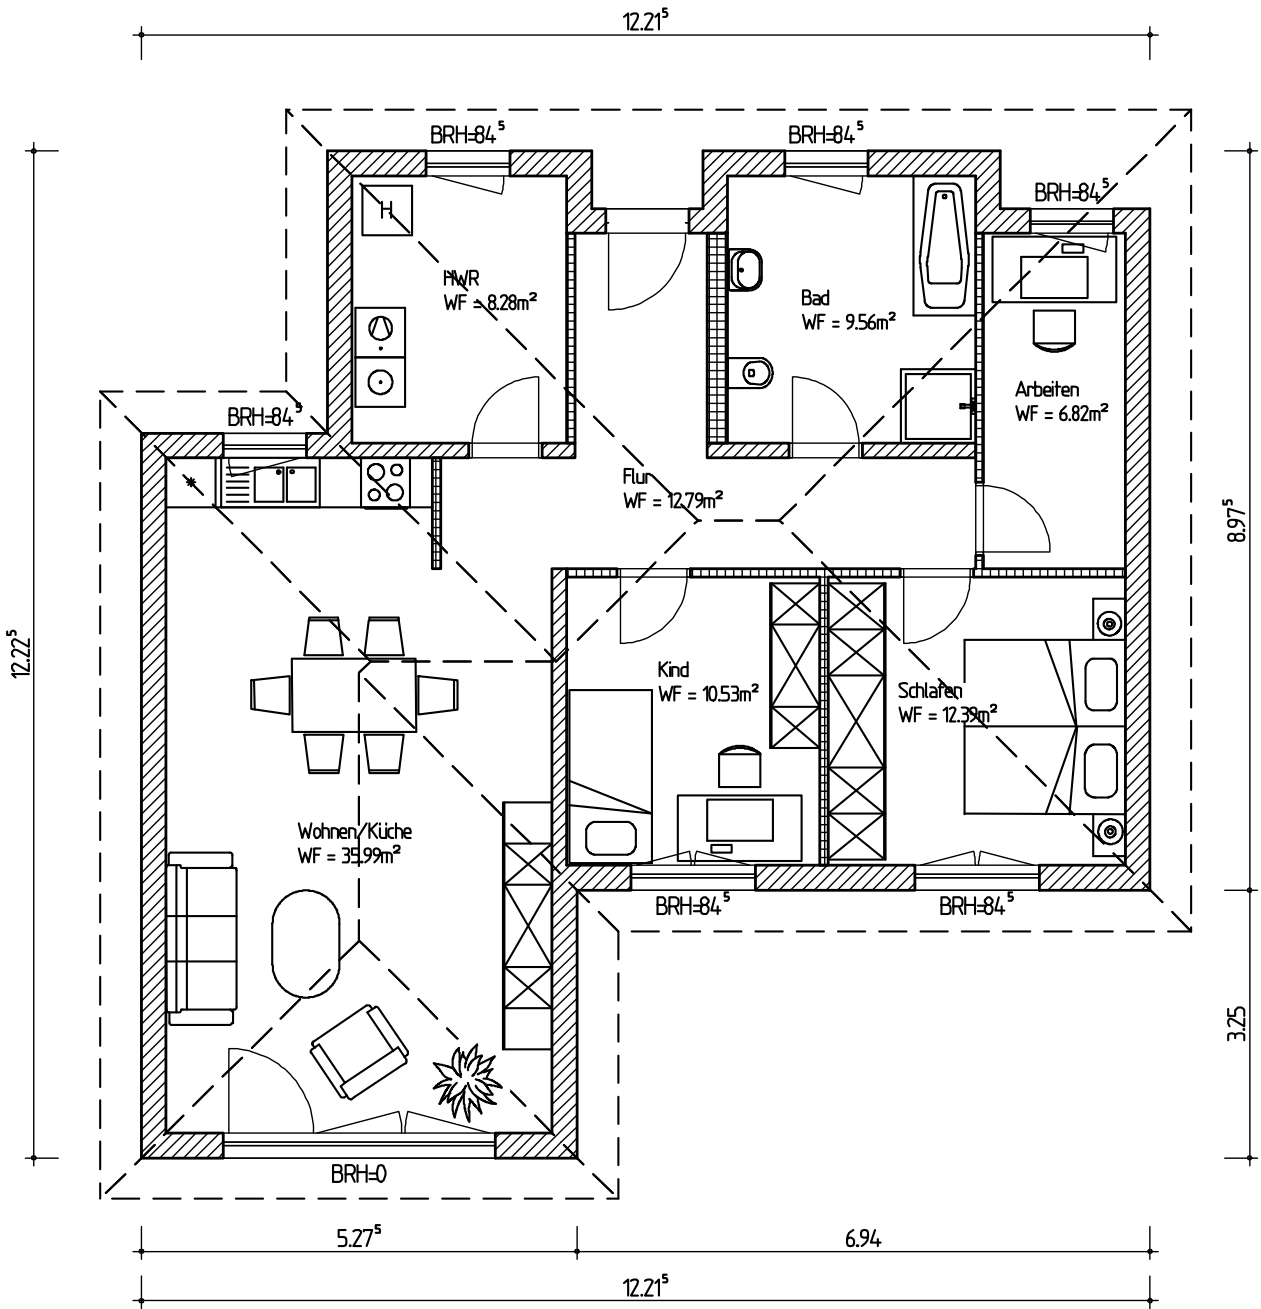 12.21⁵
BRH=84⁵
BRH=84⁵
BRH=84⁵
H
HWR
WF = 8.28m²
Bad
WF = 9.56m²
Arbeiten
WF = 6.82m²
BRH=84⁵
Flur
WF = 12.79m²
8.97⁵
12.22⁵
Kind
WF = 10.53m²
Schlafen
WF = 12.39m²
Wohnen/Küche
WF = 35.99m²
BRH=84⁵
BRH=84⁵
3.25
BRH=0
5.27⁵
6.94
12.21⁵